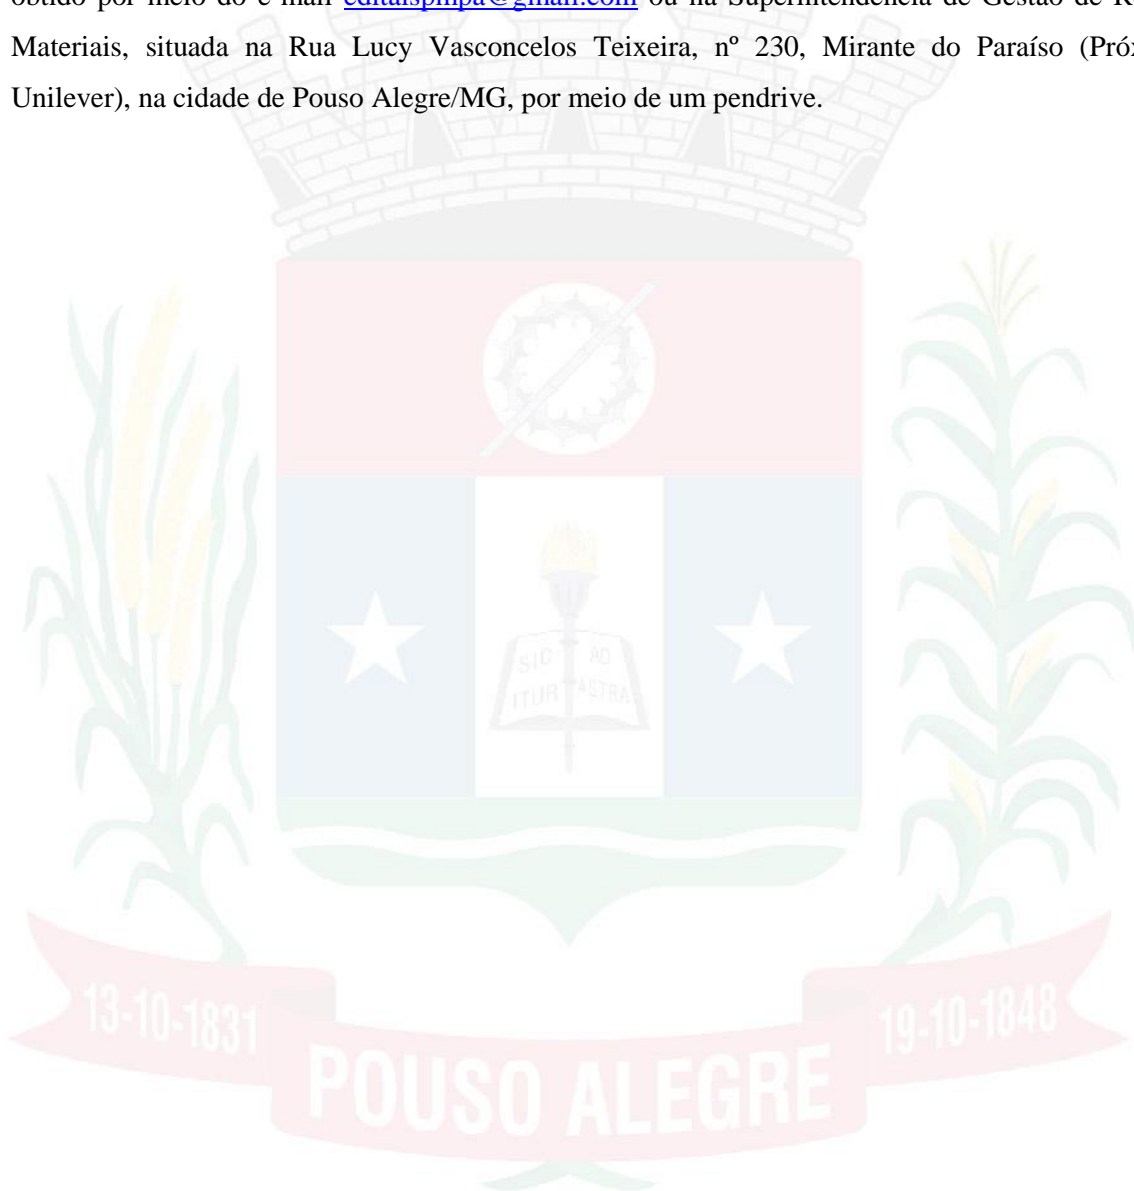 obtido por meio do e-mail editaispmpa@gmail.com ou na Superintendência de Gestão de
Materiais, situada na Rua Lucy Vasconcelos Teixeira, nº 230, Mirante do Paraíso
Unilever), na cidade de Pouso Alegre/MG, por meio de um pendrive.
SIC AD
ITUR ASTRA
13-10-1831
19-10-1848
POUSO ALEGRE